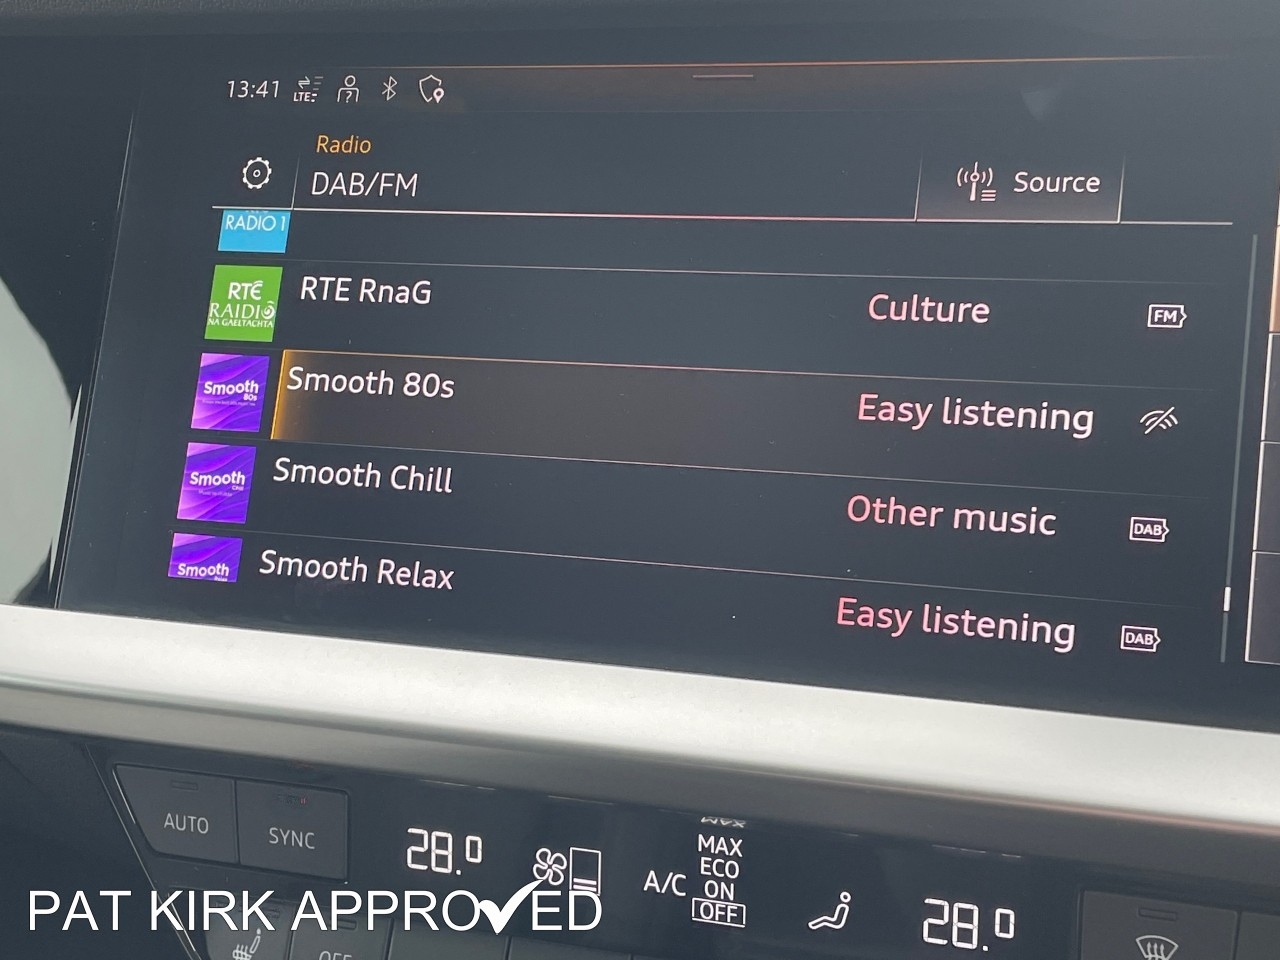 13:41 LTE ?
Radio
DAB/FM
Source
RADIO 1
RTÉ RAIDIÓ NA GAELTACHTA
RTE RnaG
Culture
FM
Smooth 80s
Smooth 80s
Easy listening
Smooth Chill
Smooth Chill
Other music
DAB
Smooth Relax
Smooth Relax
Easy listening
DAB
AUTO
SYNC
28.0
A/C
MAX
ECO
ON
OFF
28.0
OFF
PAT KIRK APPROVED